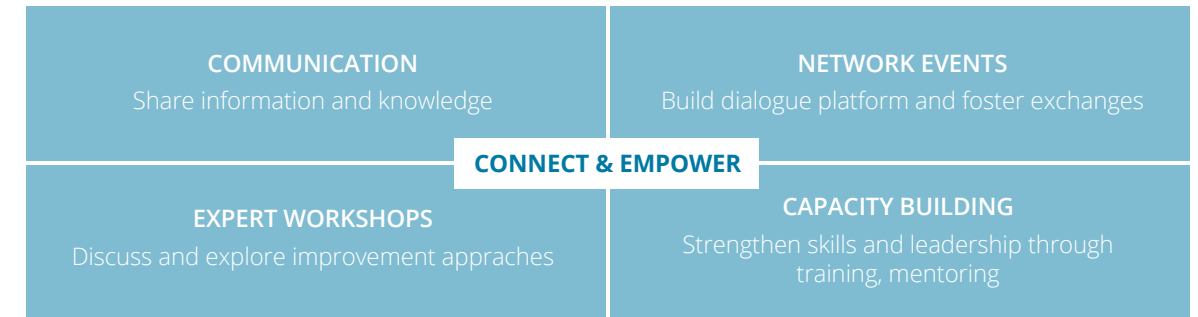 COMMUNICATION
Share information and knowledge
NETWORK EVENTS
Build dialogue platform and foster exchanges
CONNECT & EMPOWER
EXPERT WORKSHOPS
Discuss and explore improvement appraches
CAPACITY BUILDING
Strengthen skills and leadership through
training, mentoring